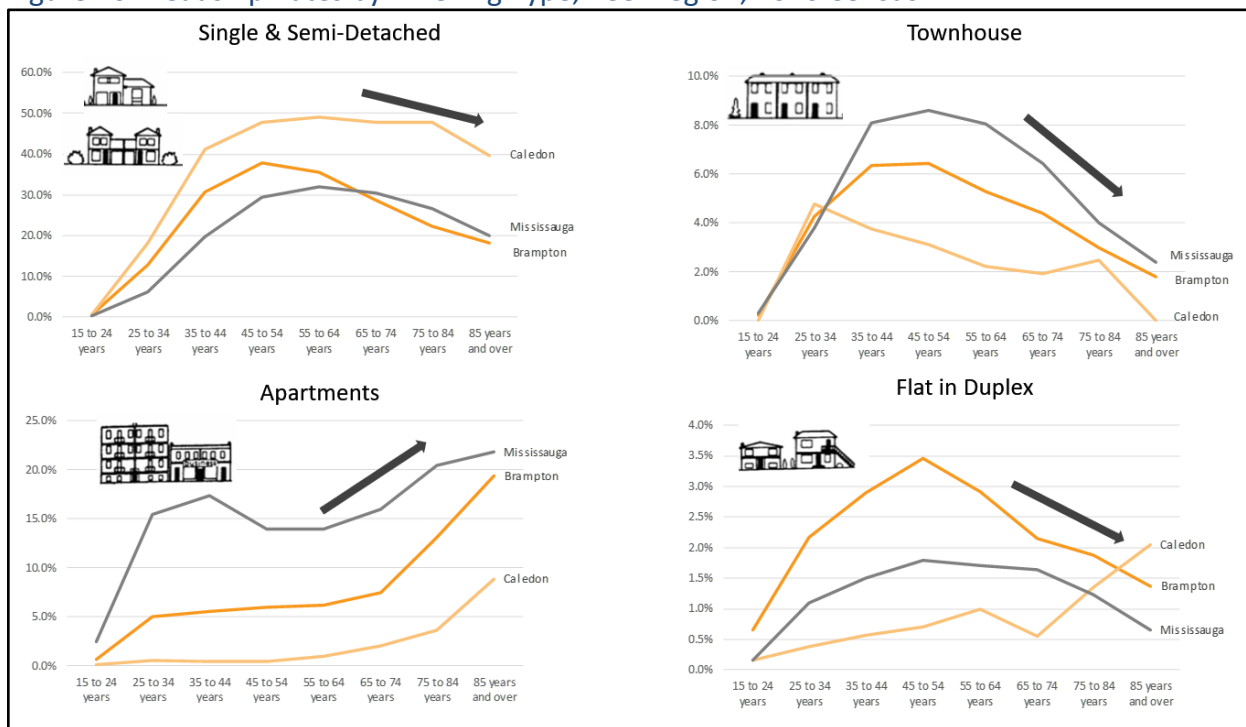 Single & Semi-Detached
60.0%
50.0%
40.0%
30.0%
20.0%
10.0%
0.0%
Caledon
Mississauga
Brampton
15 to 24 years
25 to 34 years
35 to 44 years
45 to 54 years
55 to 64 years
65 to 74 years
75 to 84 years
85 years and over
Townhouse
10.0%
8.0%
6.0%
4.0%
2.0%
0.0%
Mississauga
Brampton
Caledon
15 to 24 years
25 to 34 years
35 to 44 years
45 to 54 years
55 to 64 years
65 to 74 years
75 to 84 years
85 years and over
Apartments
25.0%
20.0%
15.0%
10.0%
5.0%
0.0%
Mississauga
Brampton
Caledon
15 to 24 years
25 to 34 years
35 to 44 years
45 to 54 years
55 to 64 years
65 to 74 years
75 to 84 years
85 years and over
Flat in Duplex
4.0%
3.5%
3.0%
2.5%
2.0%
1.5%
1.0%
0.5%
0.0%
Caledon
Brampton
Mississauga
15 to 24 years
25 to 34 years
35 to 44 years
45 to 54 years
55 to 64 years
65 to 74 years
75 to 84 years
85 years and over